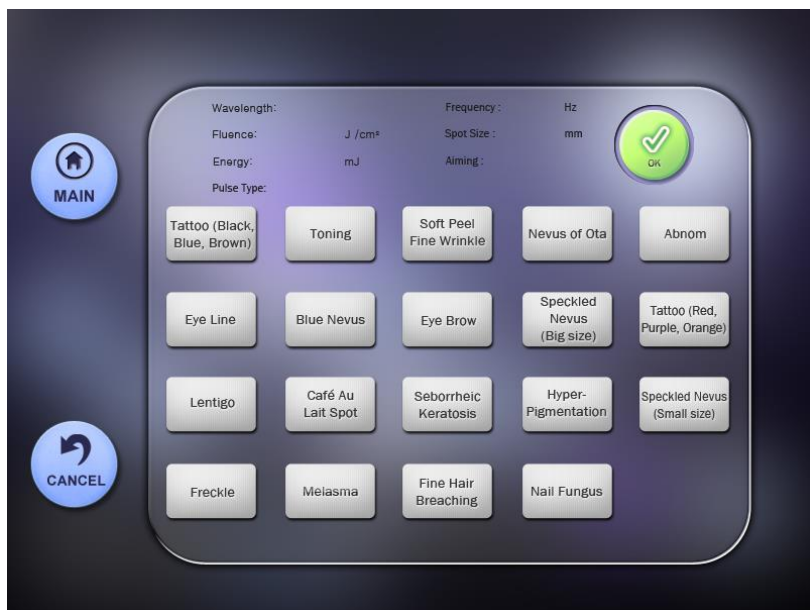 Wavelength: Frequency : Hz
Fluence: J /cm² Spot Size : mm
Energy: mJ Aiming :
Pulse Type:
OK
MAIN
Tattoo (Black,
Blue, Brown)
Toning
Soft Peel
Fine Wrinkle
Nevus of Ota
Abnom
Eye Line
Blue Nevus
Eye Brow
Speckled
Nevus
(Big size)
Tattoo (Red,
Purple, Orange)
Lentigo
Café Au
Lait Spot
Seborrheic
Keratosis
Hyper-
Pigmentation
Speckled Nevus
(Small size)
CANCEL
Freckle
Melasma
Fine Hair
Breaching
Nail Fungus